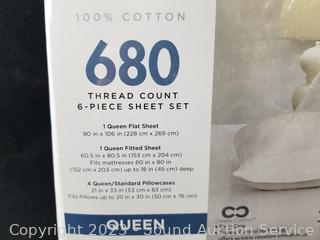 100% COTTON
680
THREAD COUNT
6-PIECE SHEET SET
1 Queen Flat Sheet
90 in x 106 in (228 cm x 269 cm)
1 Queen Fitted Sheet
60.5 in x 80.5 in (153 cm x 204 cm)
Fits mattresses 60 in x 80 in
(152 cm x 203 cm) up to 18 in (45 cm) deep
4 Queen/Standard Pillowcases
21 in x 33 in (53 cm x 83 cm)
Fits Pillows up to 20 in x 30 in (50 cm x 76 cm)
QUEEN
Copyright © 2023 - Sound Auction Service